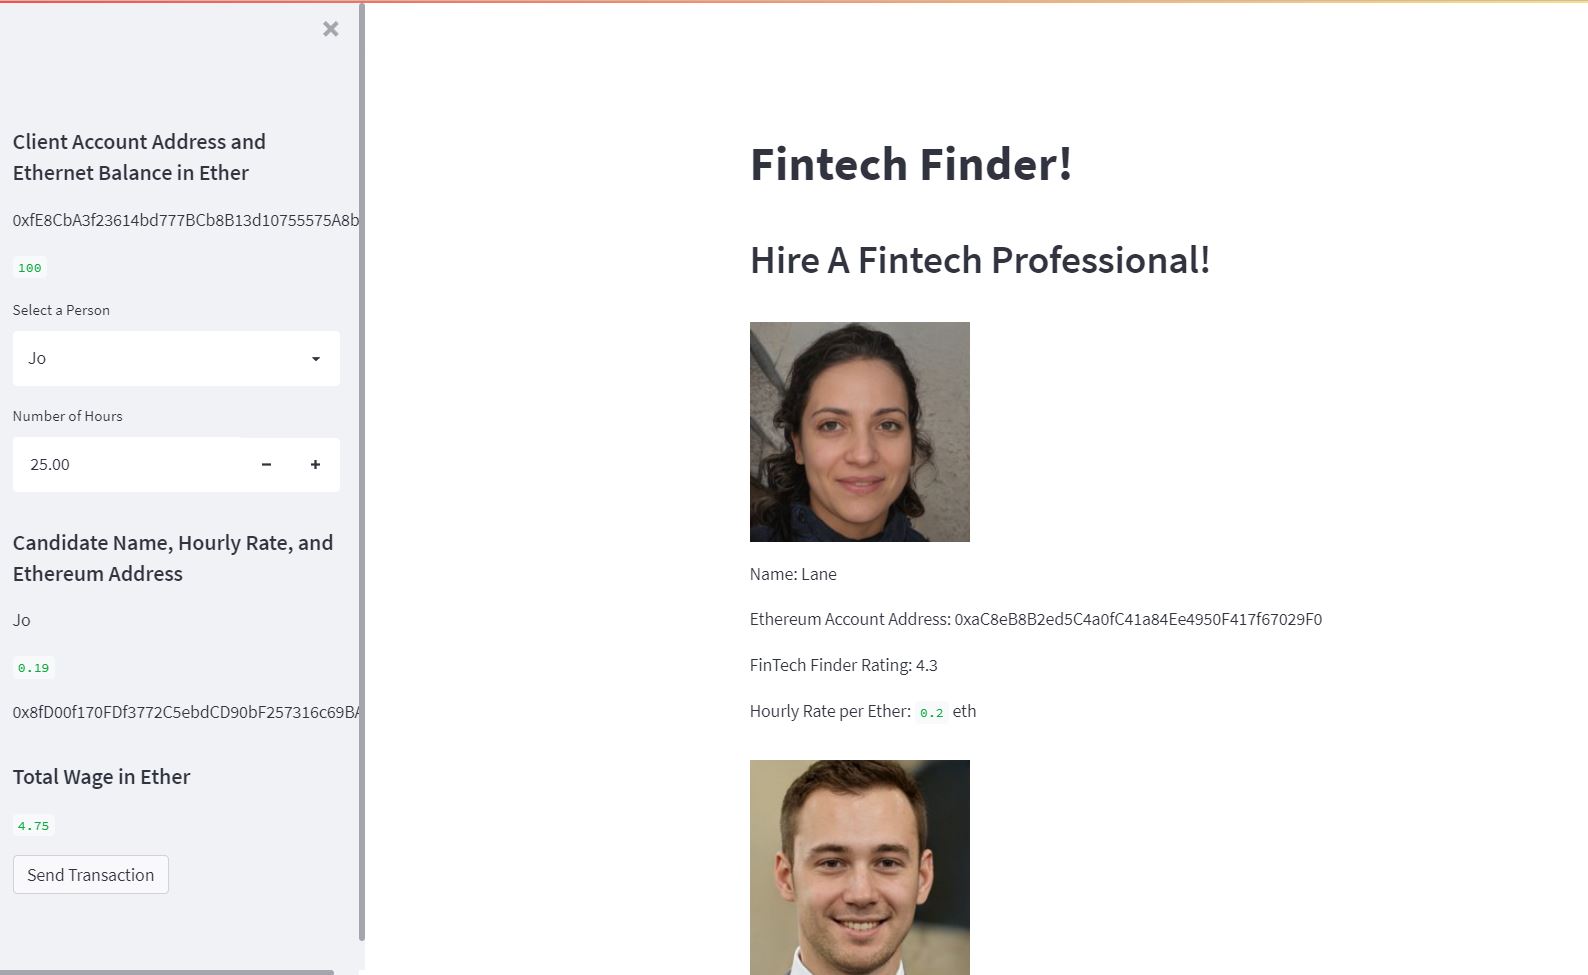 Client Account Address and
Ethernet Balance in Ether
0xfE8CbA3f23614bd777BCb8B13d10755575A8b
100
Select a Person
Jo
Number of Hours
25.00
Candidate Name, Hourly Rate, and
Ethereum Address
Jo
0.19
0x8fD00f170FDf3772C5ebdCD90bF257316c69BA
Total Wage in Ether
4.75
Send Transaction
Fintech Finder!
Hire A Fintech Professional!
Name: Lane
Ethereum Account Address: 0xaC8eB8B2ed5C4a0fC41a84Ee4950F417f67029F0
FinTech Finder Rating: 4.3
Hourly Rate per Ether: 0.2 eth